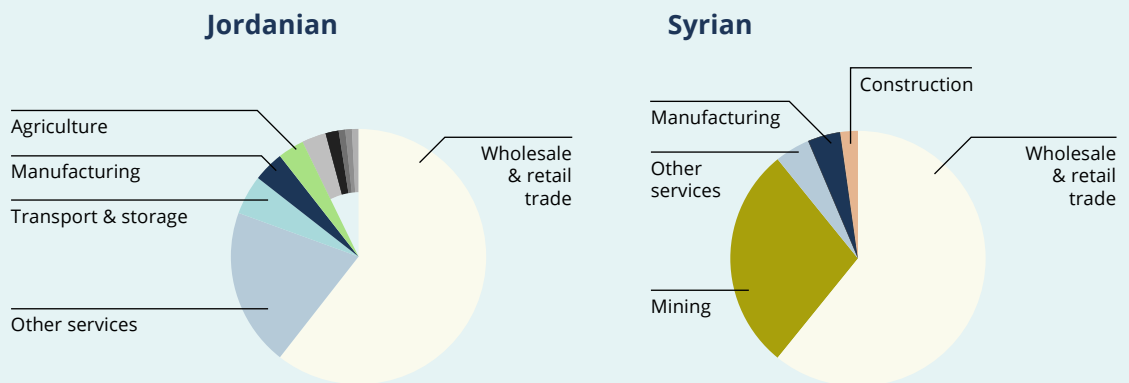 Jordanian
Agriculture
Manufacturing
Transport & storage
Other services
Wholesale
& retail
trade
Syrian
Construction
Manufacturing
Other
services
Mining
Wholesale
& retail
trade